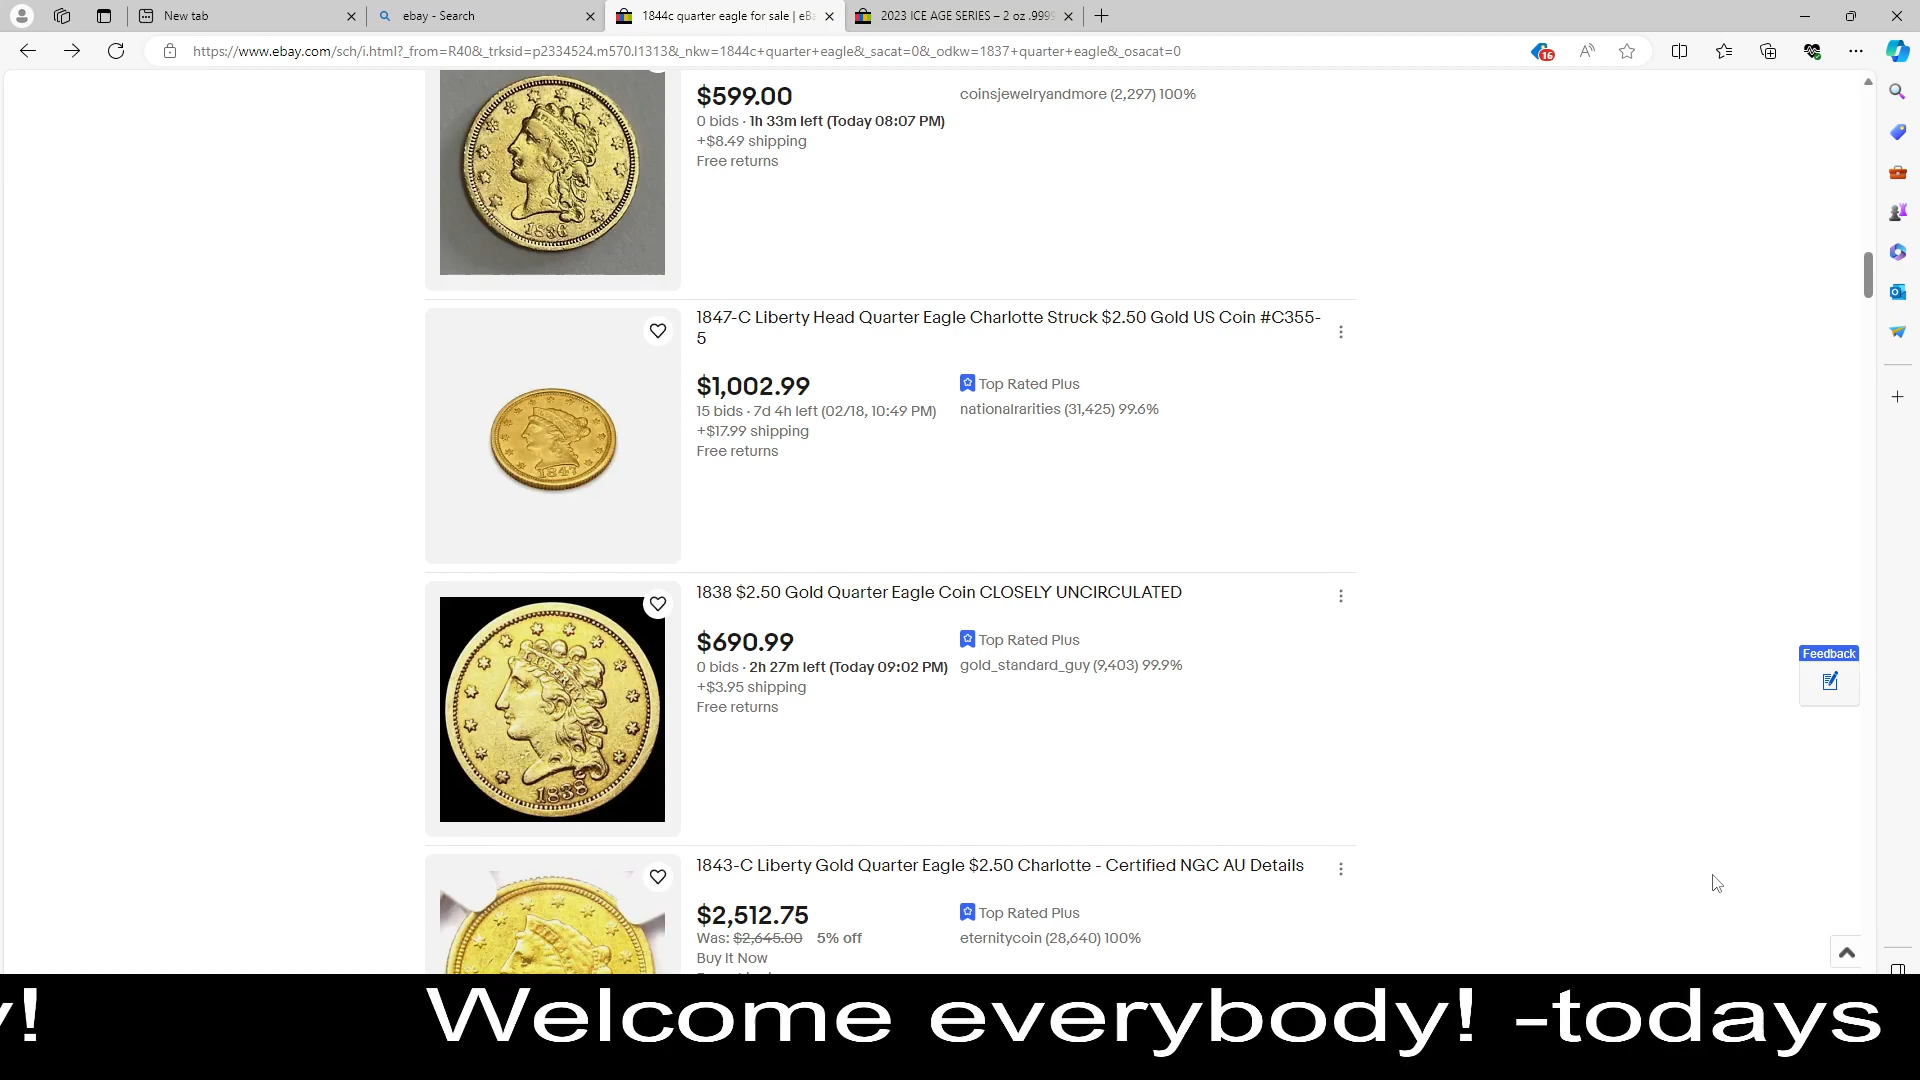 New tab
ebay - Search
1844c quarter eagle for sale | eB
2023 ICE AGE SERIES – 2 oz .999
https://www.ebay.com/sch/i.html?_from=R40&_trksid=p2334524.m570.l1313&_nkw=1844c+quarter+eagle&_sacat=0&_odkw=1837+quarter+eagle&_osacat=0
16
$599.00
coinsjewelryandmore (2,297) 100%
0 bids · 1h 33m left (Today 08:07 PM)
+$8.49 shipping
Free returns
1836
1847-C Liberty Head Quarter Eagle Charlotte Struck $2.50 Gold US Coin #C355-
5
$1,002.99
Top Rated Plus
15 bids · 7d 4h left (02/18, 10:49 PM)
nationalrarities (31,425) 99.6%
+$17.99 shipping
Free returns
1847
1838 $2.50 Gold Quarter Eagle Coin CLOSELY UNCIRCULATED
$690.99
Top Rated Plus
0 bids · 2h 27m left (Today 09:02 PM)
gold_standard_guy (9,403) 99.9%
+$3.95 shipping
Free returns
1838
Feedback
1843-C Liberty Gold Quarter Eagle $2.50 Charlotte - Certified NGC AU Details
$2,512.75
Top Rated Plus
Was: $2,645.00 5% off
eternitycoin (28,640) 100%
Buy It Now
y! Welcome everybody! -todays